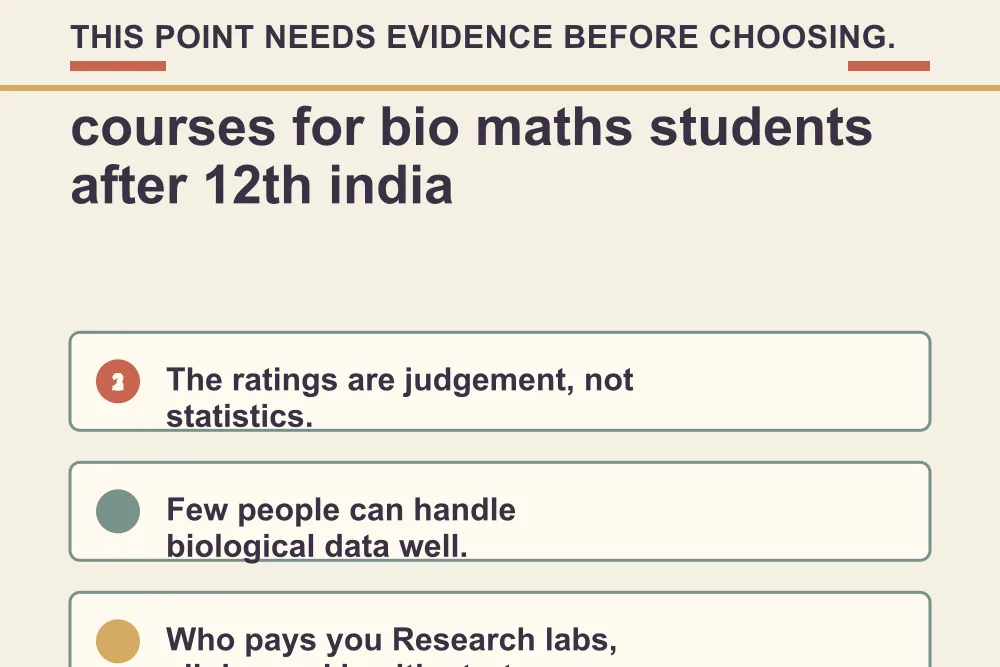 THIS POINT NEEDS EVIDENCE BEFORE CHOOSING.
courses for bio maths students
after 12th india
The ratings are judgement, not
statistics.
Few people can handle
biological data well.
Who pays you Research labs,